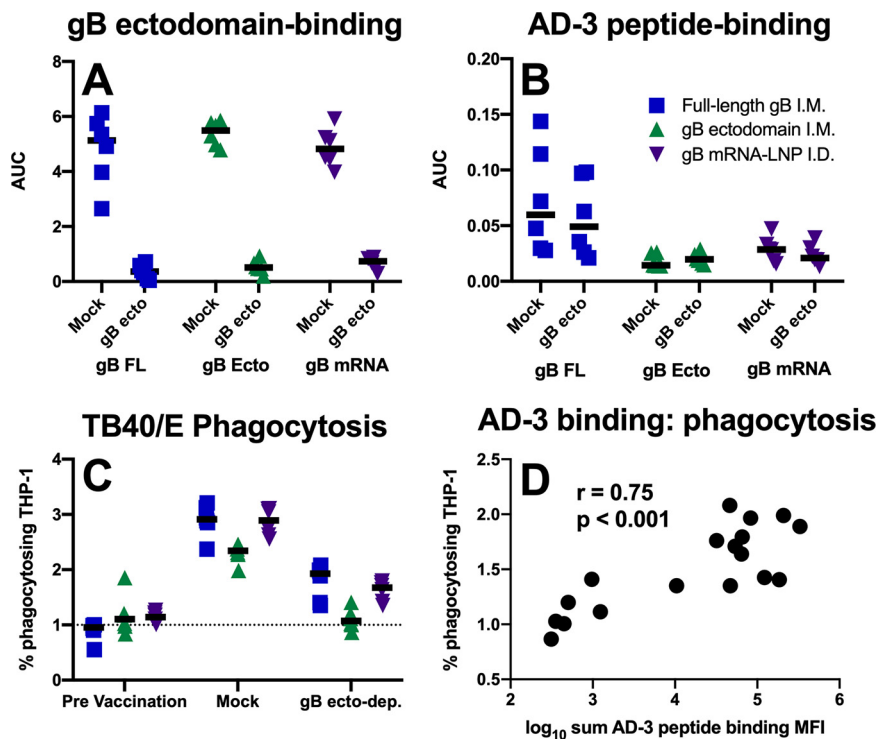 gB ectodomain-binding
A
AUC
8
6
4
2
0
Mock
gB ecto
Mock
gB ecto
Mock
gB ecto
gB FL
gB Ecto
gB mRNA
AD-3 peptide-binding
B
AUC
0.20
0.15
0.10
0.05
0.00
Full-length gB I.M.
gB ectodomain I.M.
gB mRNA-LNP I.D.
Mock
gB ecto
Mock
gB ecto
Mock
gB ecto
gB FL
gB Ecto
gB mRNA
TB40/E Phagocytosis
C
% phagocytosing THP-1
4
3
2
1
0
Pre Vaccination
Mock
gB ecto-dep.
AD-3 binding: phagocytosis
D
% phagocytosing THP-1
2.5
2.0
1.5
1.0
0.5
r = 0.75
p < 0.001
2
3
4
5
6
log10 sum AD-3 peptide binding MFI